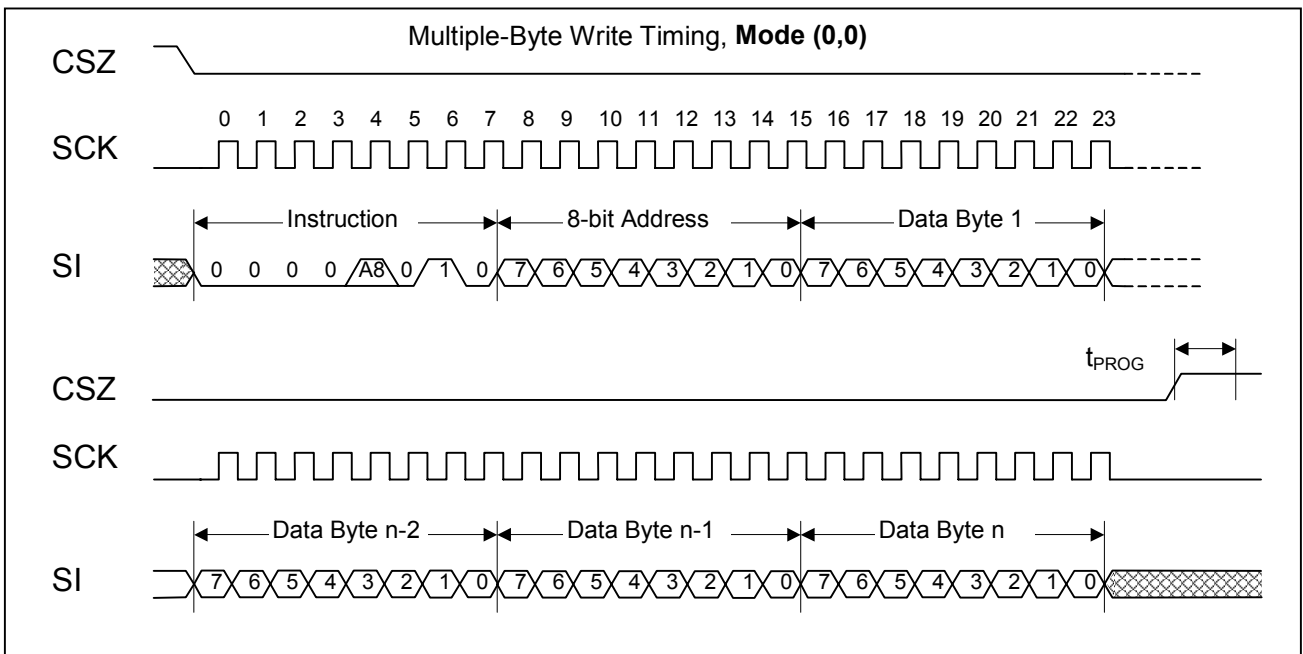 Multiple-Byte Write Timing, Mode (0,0)
CSZ
0 1 2 3 4 5 6 7 8 9 10 11 12 13 14 15 16 17 18 19 20 21 22 23
SCK
Instruction 8-bit Address Data Byte 1
SI 0 0 0 0 A8 0 1 0 7 6 5 4 3 2 1 0 7 6 5 4 3 2 1 0
tPROG
CSZ
SCK
Data Byte n-2 Data Byte n-1 Data Byte n
SI 7 6 5 4 3 2 1 0 7 6 5 4 3 2 1 0 7 6 5 4 3 2 1 0